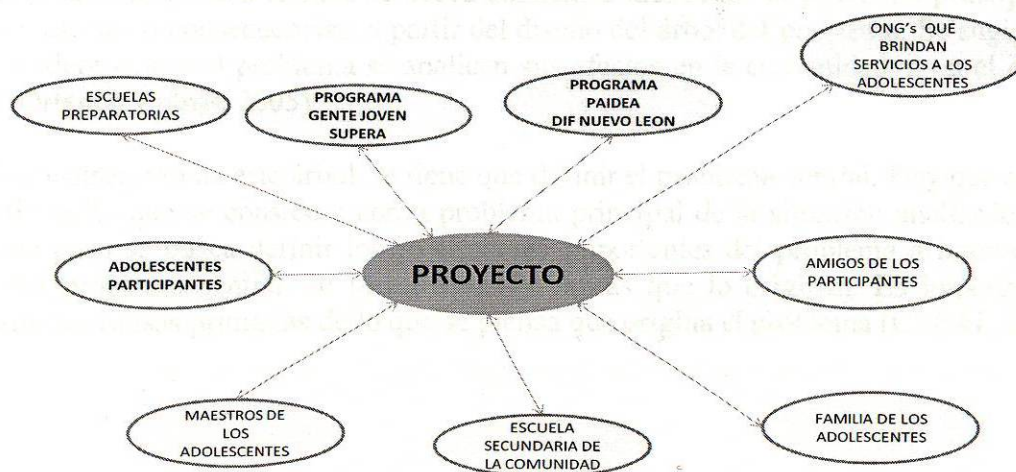 ESCUELAS
PREPARATORIAS
PROGRAMA
GENTE JOVEN
SUPERA
PROGRAMA
PAIDEA
DIF NUEVO LEON
ONG's QUE
BRINDAN
SERVICIOS A LOS
ADOLESCENTES
ADOLESCENTES
PARTICIPANTES
PROYECTO
AMIGOS DE LOS
PARTICIPANTES
MAESTROS DE
LOS
ADOLESCENTES
ESCUELA
SECUNDARIA DE
LA COMUNIDAD
FAMILIA DE LOS
ADOLESCENTES